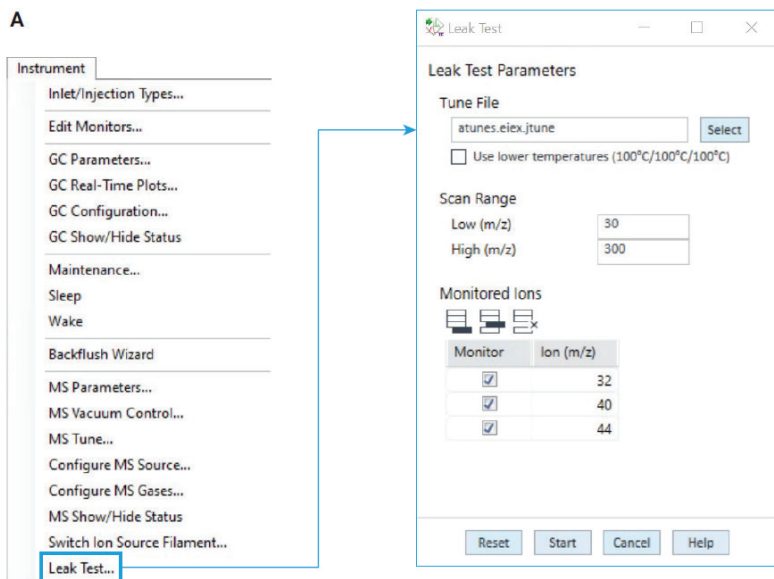 A
Instrument
Inlet/Injection Types...
Edit Monitors...
GC Parameters...
GC Real-Time Plots...
GC Configuration...
GC Show/Hide Status
Maintenance...
Sleep
Wake
Backflush Wizard
MS Parameters...
MS Vacuum Control...
MS Tune...
Configure MS Source...
Configure MS Gases...
MS Show/Hide Status
Switch Ion Source Filament...
Leak Test...
Leak Test
Leak Test Parameters
Tune File
atunes.eiex.jtune Select
Use lower temperatures (100°C/100°C/100°C)
Scan Range
Low (m/z) 30
High (m/z) 300
Monitored Ions
Monitor Ion (m/z)
32
40
44
Reset Start Cancel Help